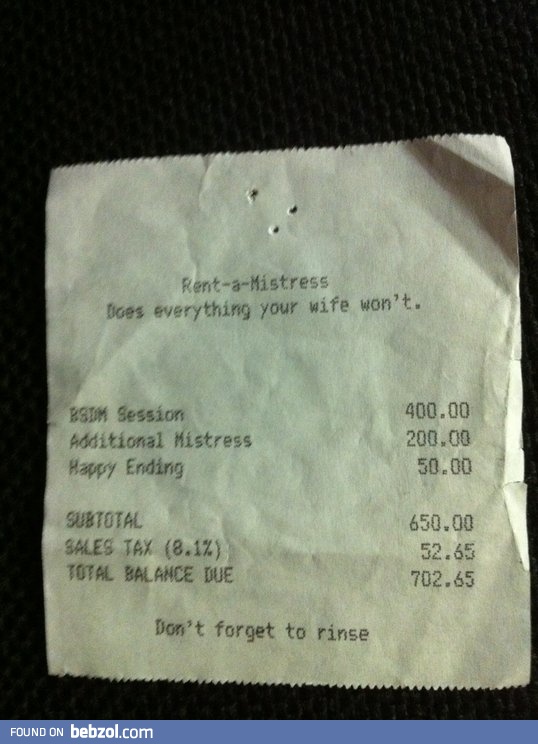 Rent-a-Mistress
Does everything your wife won't.
BSDM Session 400.00
Additional Mistress 200.00
Happy Ending 50.00
SUBTOTAL 650.00
SALES TAX (8.1%) 52.65
TOTAL BALANCE DUE 702.65
Don't forget to rinse
FOUND ON bebzol.com